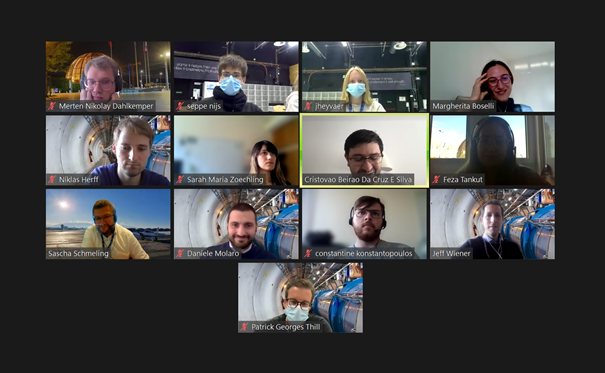 Merten Nikolay Dahlkemper
seppe nijs
jheyvaer
Margherita Boselli
Niklas Herff
Sarah Maria Zoechling
Cristovao Beirao Da Cruz E Silva
Feza Tankut
Sascha Schmeling
Daniele Molaro
constantine konstantopoulos
Jeff Wiener
Patrick Georges Thill